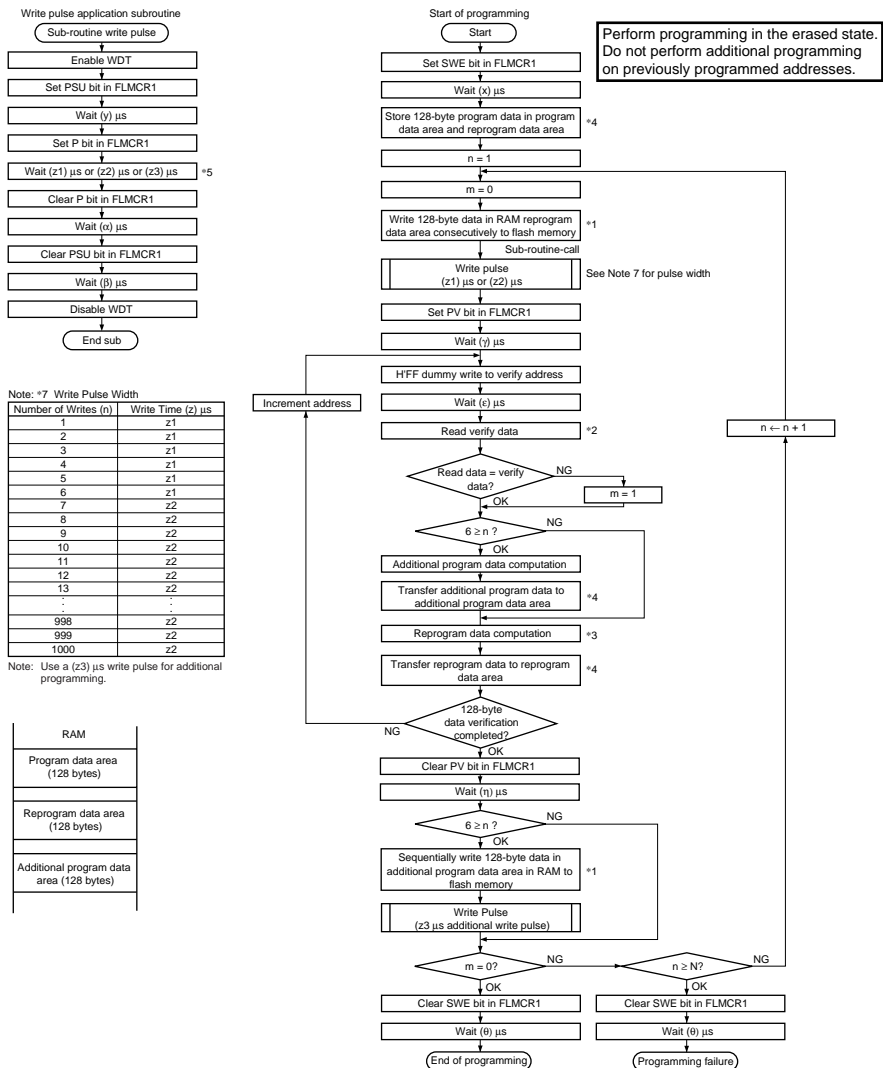 Write pulse application subroutine
Sub-routine write pulse
Enable WDT
Set PSU bit in FLMCR1
Wait (y) μs
Set P bit in FLMCR1
Wait (z1) μs or (z2) μs or (z3) μs
*5
Clear P bit in FLMCR1
Wait (α) μs
Clear PSU bit in FLMCR1
Wait (β) μs
Disable WDT
End sub
Note: *7 Write Pulse Width
Number of Writes (n) Write Time (z) μs
1 z1
2 z1
3 z1
4 z1
5 z1
6 z1
7 z2
8 z2
9 z2
10 z2
11 z2
12 z2
13 z2
: :
: :
998 z2
999 z2
1000 z2
Note: Use a (z3) μs write pulse for additional
programming.
RAM
Program data area
(128 bytes)
Reprogram data area
(128 bytes)
Additional program data
area (128 bytes)
Start of programming
Start
Perform programming in the erased state.
Do not perform additional programming
on previously programmed addresses.
Set SWE bit in FLMCR1
Wait (x) μs
Store 128-byte program data in program
data area and reprogram data area
*4
n = 1
m = 0
Write 128-byte data in RAM reprogram
data area consecutively to flash memory
*1
Sub-routine-call
Write pulse
(z1) μs or (z2) μs
See Note 7 for pulse width
Set PV bit in FLMCR1
Wait (γ) μs
H'FF dummy write to verify address
Increment address
Wait (ε) μs
Read verify data
*2
n ← n + 1
Read data = verify
data?
NG
m = 1
OK
6 ≥ n ?
NG
OK
Additional program data computation
Transfer additional program data to
additional program data area
*4
Reprogram data computation
*3
Transfer reprogram data to reprogram
data area
*4
128-byte
data verification
completed?
NG
OK
Clear PV bit in FLMCR1
Wait (η) μs
6 ≥ n ?
NG
OK
Sequentially write 128-byte data in
additional program data area in RAM to
flash memory
*1
Write Pulse
(z3 μs additional write pulse)
m = 0?
NG
n ≥ N?
NG
OK
OK
Clear SWE bit in FLMCR1
Clear SWE bit in FLMCR1
Wait (θ) μs
Wait (θ) μs
End of programming
Programming failure